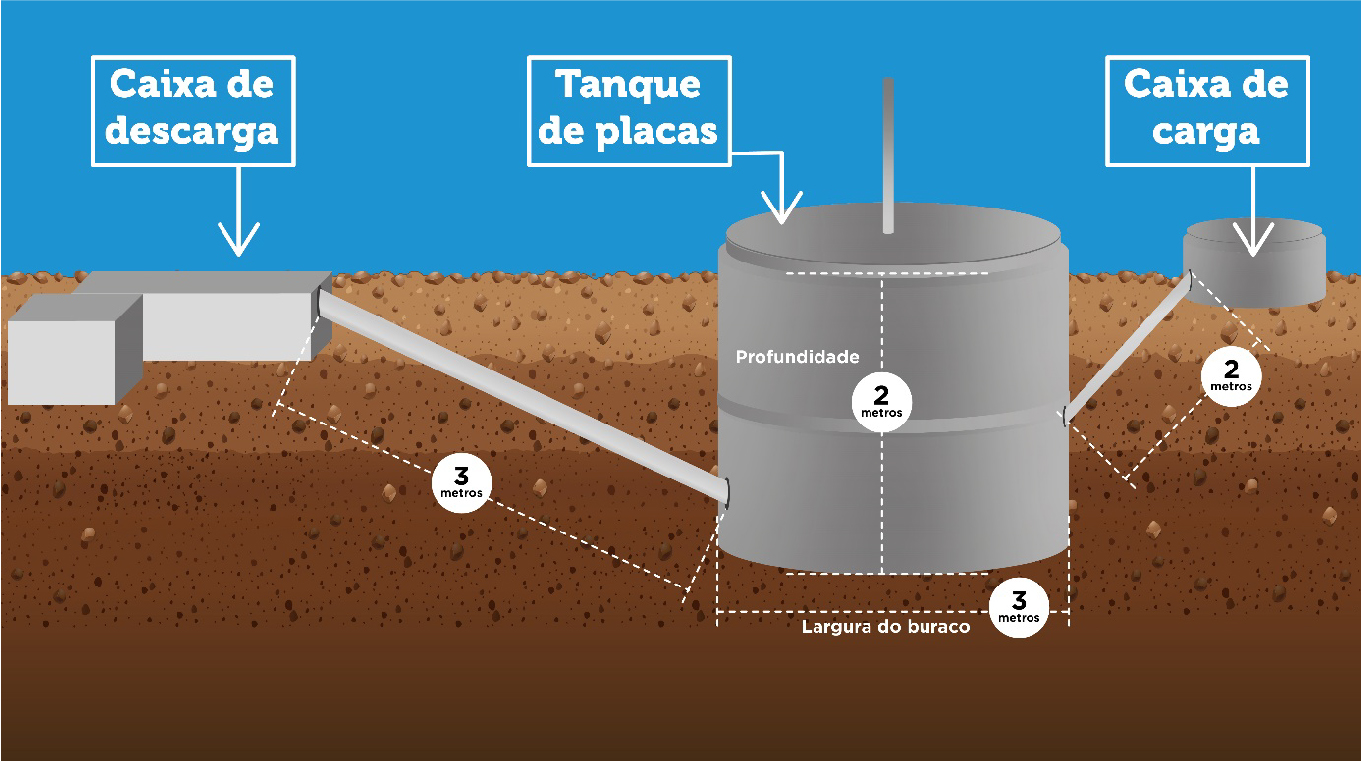 Caixa de
descarga
Tanque
de placas
Caixa de
carga
Profundidade
2
metros
2
metros
3
metros
3
metros
Largura do buraco